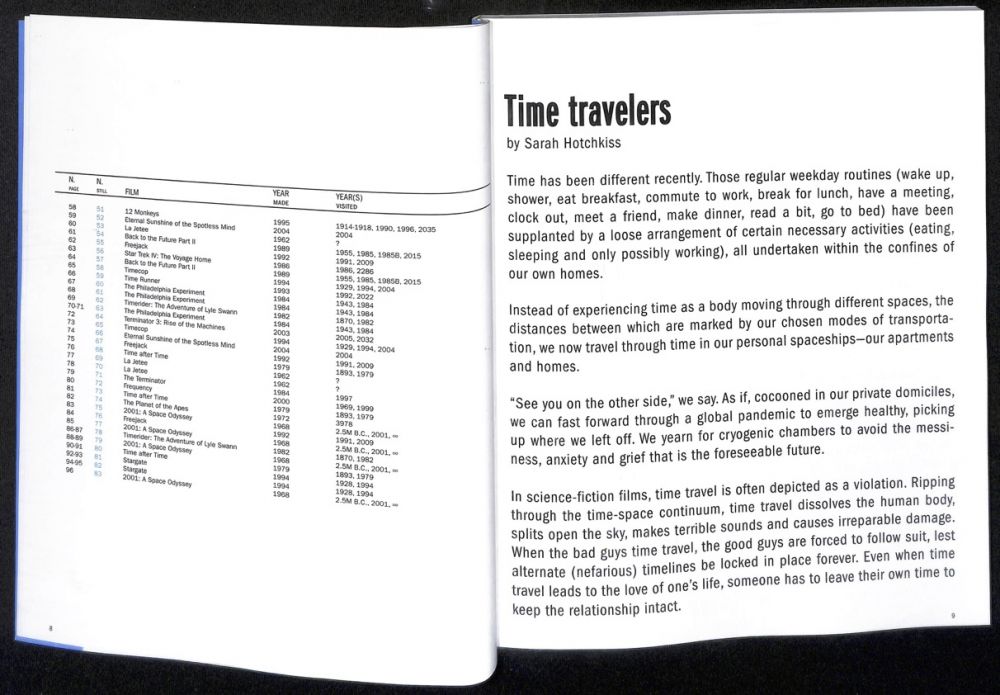 N. PAGE N. STILL FILM YEAR MADE YEAR(S) VISITED
58 51 12 Monkeys 1995 1914-1918, 1990, 1996, 2035
59 52 Eternal Sunshine of the Spotless Mind 2004 2004
60 53 La Jetee 1962 ?
61 54 Back to the Future Part II 1989 1955, 1985, 1985B, 2015
62 55 Freejack 1992 1991, 2009
63 56 Star Trek IV: The Voyage Home 1986 1986, 2286
64 57 Back to the Future Part II 1989 1955, 1985, 1985B, 2015
65 58 Timecop 1994 1929, 1994, 2004
66 59 Time Runner 1993 1992, 2022
67 60 The Philadelphia Experiment 1984 1943, 1984
68 61 The Philadelphia Experiment 1984 1943, 1984
69 62 Timerider: The Adventure of Lyle Swann 1982 1870, 1982
70-71 63 The Philadelphia Experiment 1984 1943, 1984
72 64 Terminator 3: Rise of the Machines 2003 2005, 2032
73 65 Timecop 1994 1929, 1994, 2004
74 66 Eternal Sunshine of the Spotless Mind 2004 2004
75 67 Freejack 1992 1991, 2009
76 68 Time after Time 1979 1893, 1979
77 69 La Jetee 1962 ?
78 70 La Jetee 1962 ?
79 71 The Terminator 1984 1997
80 72 Frequency 2000 1969, 1999
81 73 Time after Time 1979 1893, 1979
82 74 The Planet of the Apes 1972 3978
83 75 2001: A Space Odyssey 1968 2.5M B.C., 2001, ∞
84 76 Freejack 1992 1991, 2009
85 77 2001: A Space Odyssey 1968 2.5M B.C., 2001, ∞
86-87 78 Timerider: The Adventure of Lyle Swann 1982 1870, 1982
88-89 79 2001: A Space Odyssey 1968 2.5M B.C., 2001, ∞
90-91 80 Time after Time 1979 1893, 1979
92-93 81 Stargate 1994 1928, 1994
94-95 82 Stargate 1994 1928, 1994
96 83 2001: A Space Odyssey 1968 2.5M B.C., 2001, ∞
8
Time travelers
by Sarah Hotchkiss
Time has been different recently. Those regular weekday routines (wake up,
shower, eat breakfast, commute to work, break for lunch, have a meeting,
clock out, meet a friend, make dinner, read a bit, go to bed) have been
supplanted by a loose arrangement of certain necessary activities (eating,
sleeping and only possibly working), all undertaken within the confines of
our own homes.
Instead of experiencing time as a body moving through different spaces, the
distances between which are marked by our chosen modes of transporta-
tion, we now travel through time in our personal spaceships—our apartments
and homes.
“See you on the other side,” we say. As if, cocooned in our private domiciles,
we can fast forward through a global pandemic to emerge healthy, picking
up where we left off. We yearn for cryogenic chambers to avoid the messi-
ness, anxiety and grief that is the foreseeable future.
In science-fiction films, time travel is often depicted as a violation. Ripping
through the time-space continuum, time travel dissolves the human body,
splits open the sky, makes terrible sounds and causes irreparable damage.
When the bad guys time travel, the good guys are forced to follow suit, lest
alternate (nefarious) timelines be locked in place forever. Even when time
travel leads to the love of one’s life, someone has to leave their own time to
keep the relationship intact.
9